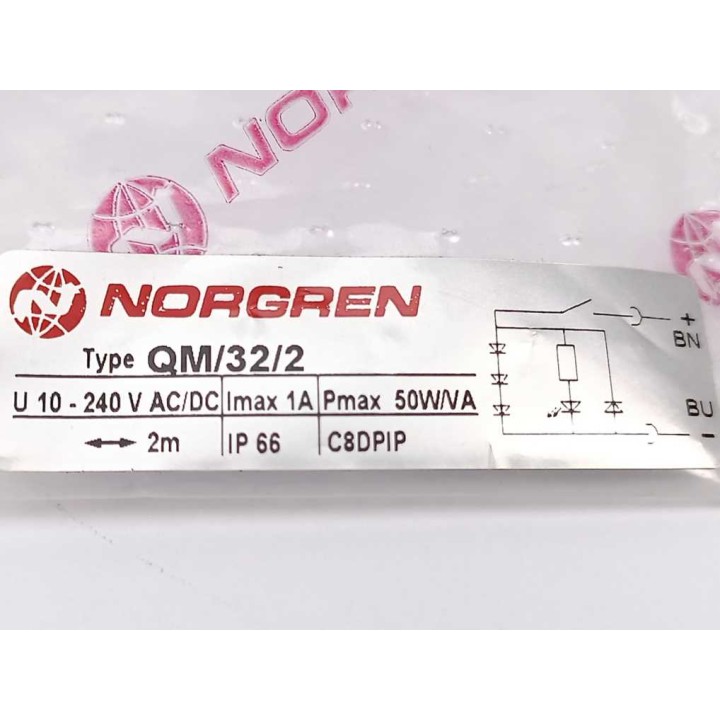 NOR
NORGREN
Type QM/32/2
U 10 - 240 V AC/DC Imax 1A Pmax 50W/VA
2m IP 66 C8DPIP
+
BN
BU
-